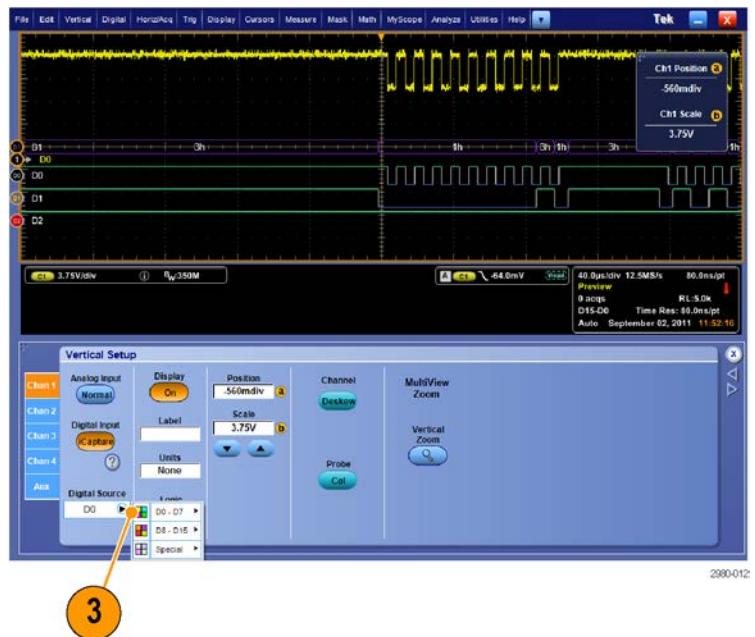 File Edit Vertical Digital Horiz/Acq Trig Display Cursors Measure Mask Math MyScope Analyze Utilities Help Tek
Ch1 Position a
-560mdiv
Ch1 Scale b
3.75V
B1 3h 1h 3h 1h 3h 1h
1 D0
D0 D0
D1 D1
D2 D2
C1 3.75V/div BW:350M
A C1 -64.0mV
40.0µs/div 12.5MS/s 80.0ns/pt
Preview
0 acqs RL:5.0k
D15-D0 Time Res: 80.0ns/pt
Auto September 02, 2011 11:52:16
Vertical Setup
Chan 1
Chan 2
Chan 3
Chan 4
Aux
Analog Input
Normal
Digital Input
iCapture
?
Digital Source
D0
Display
On
Label
Units
None
Logic
D0 - D7
D8 - D15
Special
Position
-560mdiv a
Scale
3.75V b
Channel
Deskew
Probe
Cal
MultiView
Zoom
Vertical
Zoom
2980-012
3